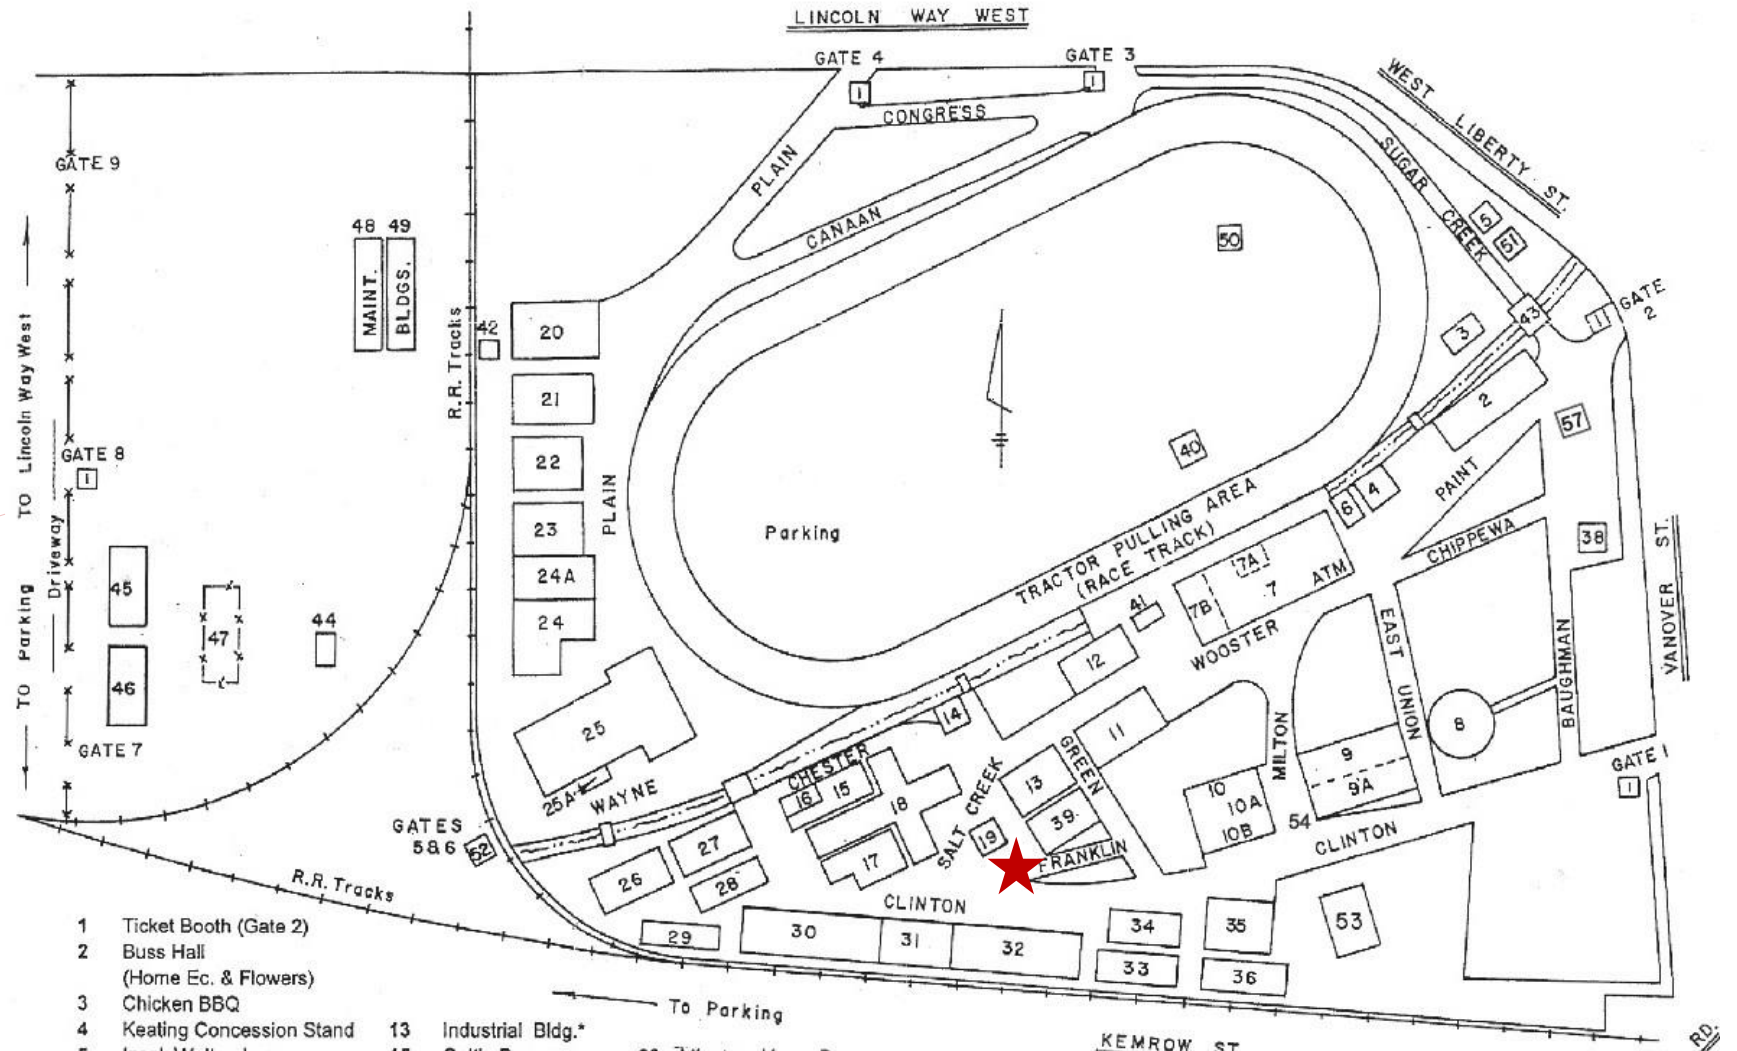 LINCOLN WAY WEST
GATE 4
GATE 3
1
1
CONGRESS
WEST LIBERTY ST.
GATE 9
PLAIN
SUGAR CREEK
CANAAN
5
51
48 49
MAINT.
BLDGS.
50
GATE 2
1
43
3
R.R. Tracks
42
20
21
2
57
TO Lincoln Way West
GATE 8
1
22
PLAIN
40
PAINT
4
6
Parking
TRACTOR PULLING AREA
(RACE TRACK)
23
24A
24
CHIPPEWA
38
VANOVER ST.
Driveway
TO Parking
45
46
47
44
7A
7
ATM
7B
41
WOOSTER
12
EAST UNION
BAUGHMAN
8
GATE 7
25
25A
WAYNE
14
CHESTER
16
15
18
17
SALT CREEK
GREEN
11
13
39
19
FRANKLIN
MILTON
9
9A
10
10A
10B
54
CLINTON
GATE 1
1
GATES
5&6
52
27
26
28
R.R. Tracks
CLINTON
29
30
31
32
34
35
53
33
36
To Parking
KEMROW ST
RD.
1 Ticket Booth (Gate 2)
2 Buss Hall
(Home Ec. & Flowers)
3 Chicken BBQ
4 Keating Concession Stand
13 Industrial Bldg.*